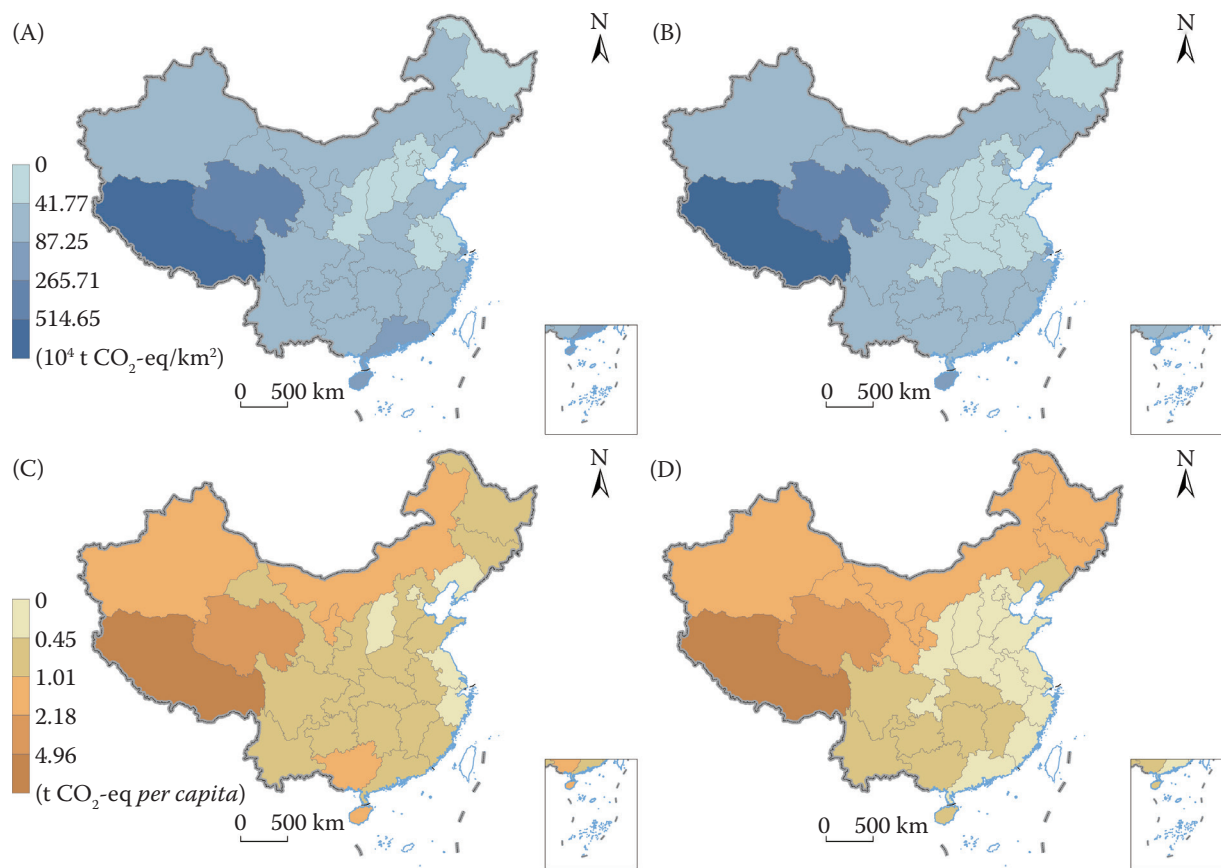 (A)
N
0
41.77
87.25
265.71
514.65
(10⁴ t CO₂-eq/km²)
0 500 km
(B)
N
0 500 km
(C)
N
0
0.45
1.01
2.18
4.96
(t CO₂-eq per capita)
0 500 km
(D)
N
0 500 km